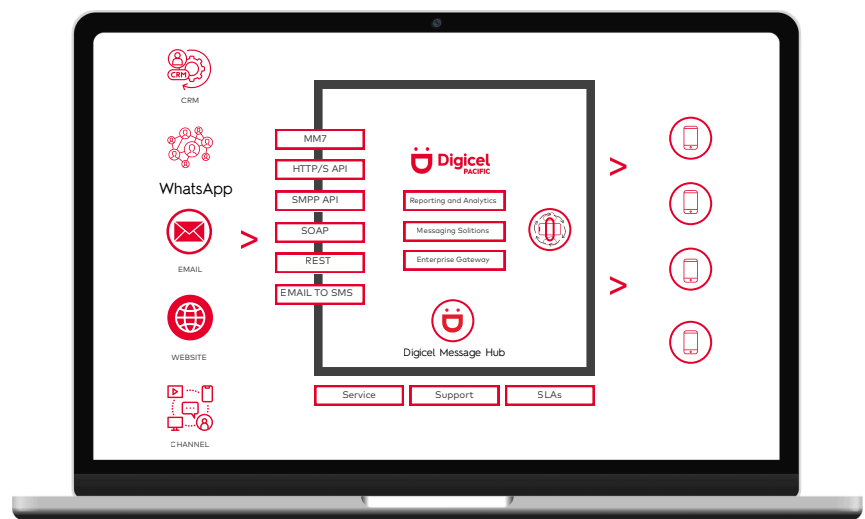 CRM
CRM
WhatsApp
EMAIL
WEBSITE
CHANNEL
>
MM7
HTTP/S API
SMPP API
SOAP
REST
EMAIL TO SMS
Digicel
PACIFIC
Reporting and Analytics
Messaging Solitions
Enterprise Gateway
Digicel Message Hub
Service
Support
SLAs
>
>